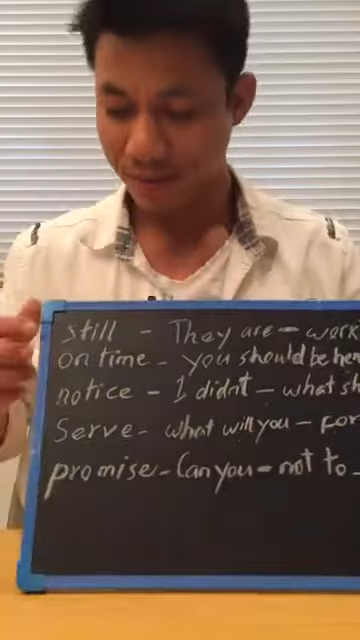 still - They are - work
on time - you should be here
notice - I didn't - what sh
Serve - what will you - For
promise - Can you - not to -